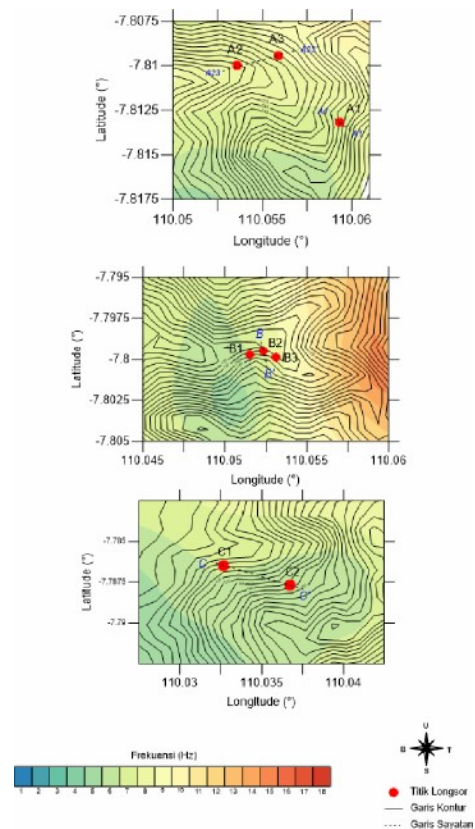 -7.8075
-7.81
-7.8125
-7.815
-7.8175
Latitude (°)
A2
A3
A1
110.05
110.055
110.06
Longitude (°)
-7.795
-7.7975
-7.8
-7.8025
-7.805
Latitude (°)
B
B1
B2
B3
B'
110.045
110.05
110.055
110.06
Longitude (°)
-7.785
-7.7875
-7.79
Latitude (°)
C
C1
C2
C'
110.03
110.035
110.04
Longitude (°)
Frekuensi (Hz)
1 2 3 4 5 6 7 8 9 10 11 12 13 14 15 16 17 18
U
B T
S
Titik Longsor
Garis Kontur
Garis Sayatan